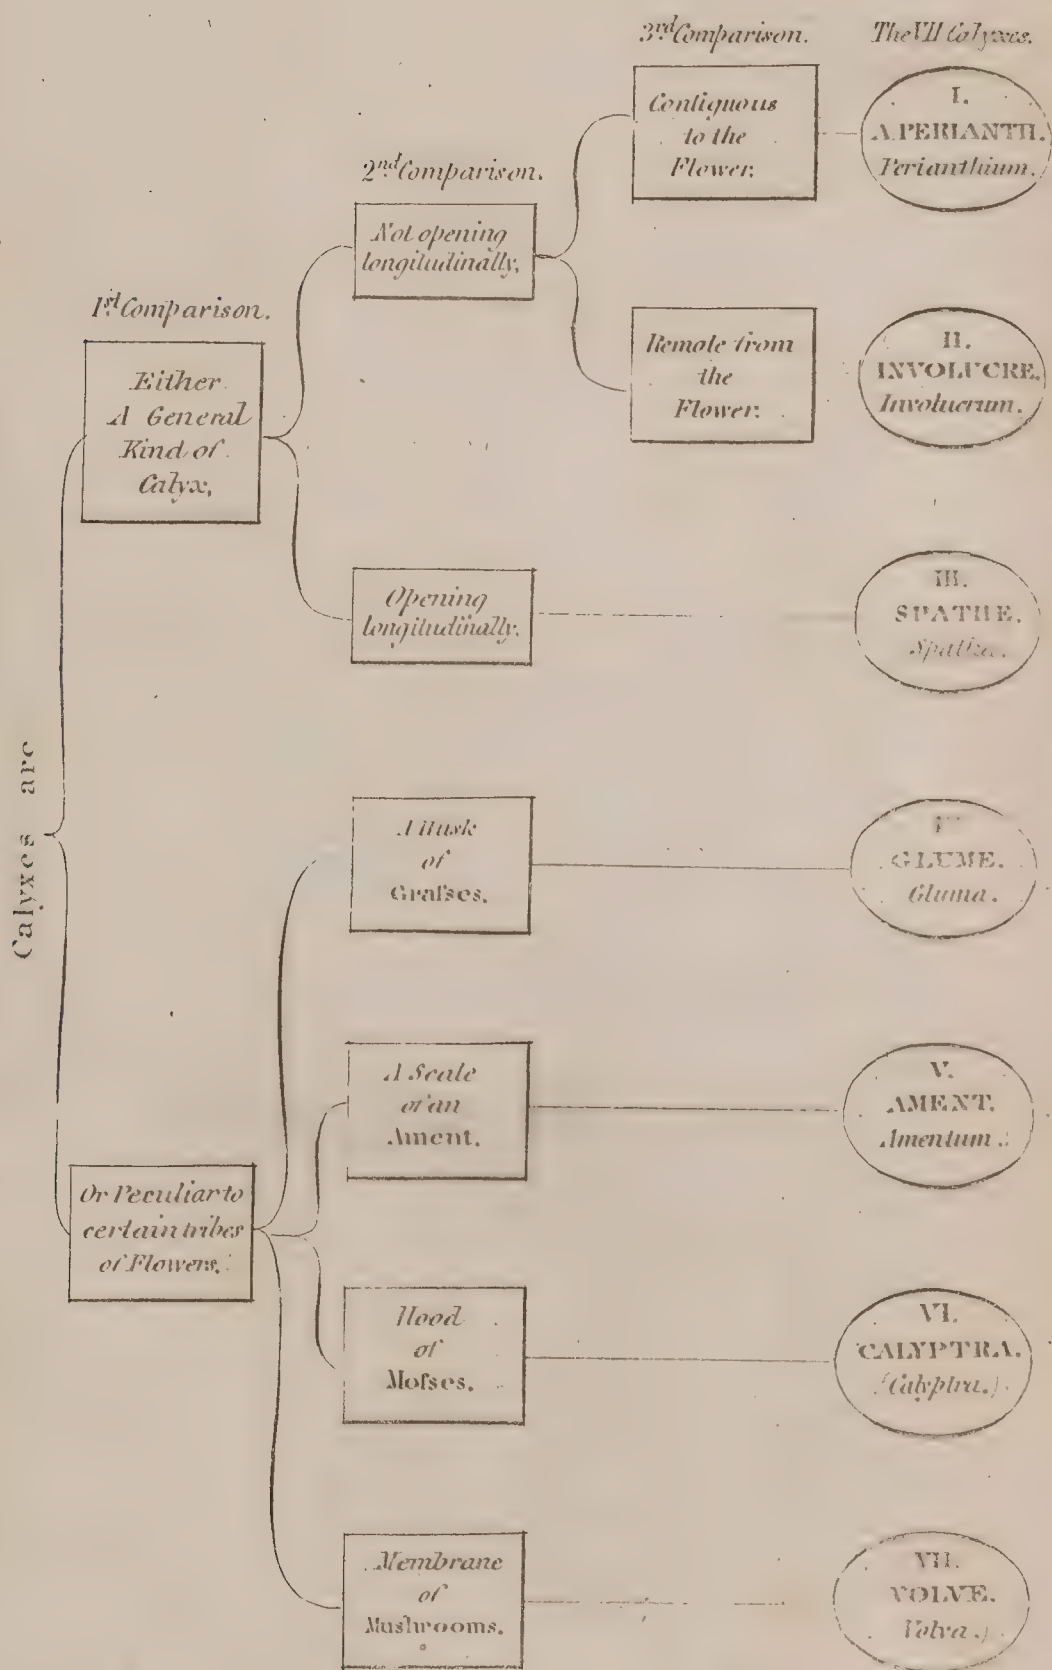 3rd Comparison.
The VII Calyxes.
Contiguous
to the
Flower.
I.
A PERIANTH.
Perianthium.
2nd Comparison.
Not opening
longitudinally,
1st Comparison.
Either
A General
Kind of
Calyx,
Remote from
the
Flower.
II.
INVOLUCRE.
Involucrum.
Opening
longitudinally.
III.
SPATHE.
Spatha.
Calyxes are
A Husk
of
Graſses.
GLUME.
Gluma.
A Scale
of an
Ament.
V.
AMENT.
Amentum.
Or Peculiar to
certain tribes
of Flowers.
Hood
of
Moſses.
VI.
CALYPTRA.
(Calyptra.)
Membrane
of
Mushrooms.
VII.
VOLVE.
Volva.)